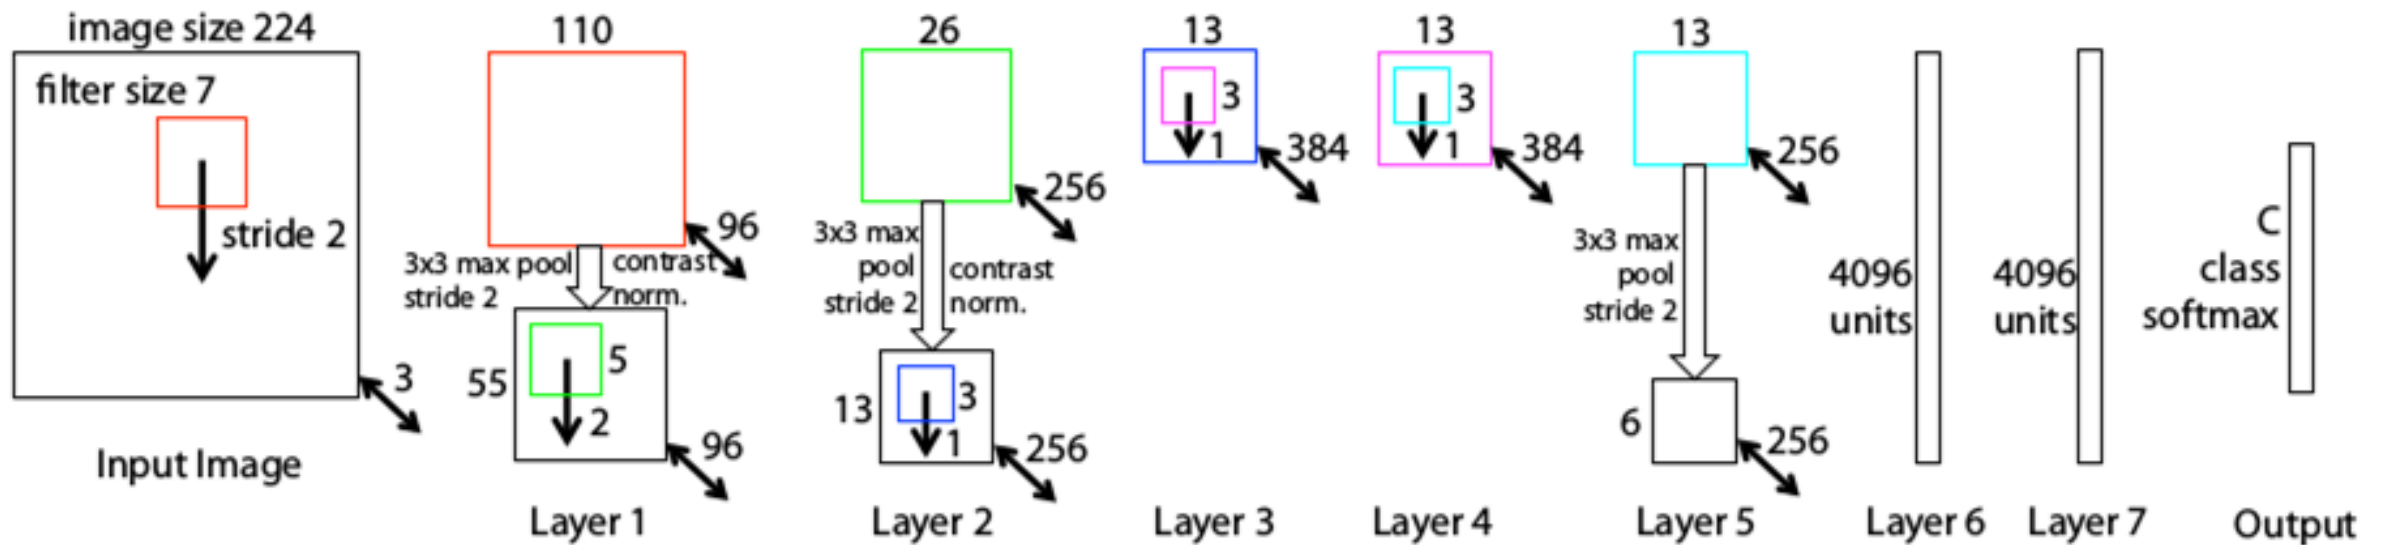 image size 224
filter size 7
stride 2
3
Input Image
110
96
3x3 max pool
stride 2
contrast
norm.
55
5
2
96
Layer 1
26
256
3x3 max
pool
stride 2
contrast
norm.
13
3
1
256
Layer 2
13
3
1
384
Layer 3
13
3
1
384
Layer 4
13
256
3x3 max
pool
stride 2
6
256
Layer 5
4096
units
Layer 6
4096
units
Layer 7
C
class
softmax
Output